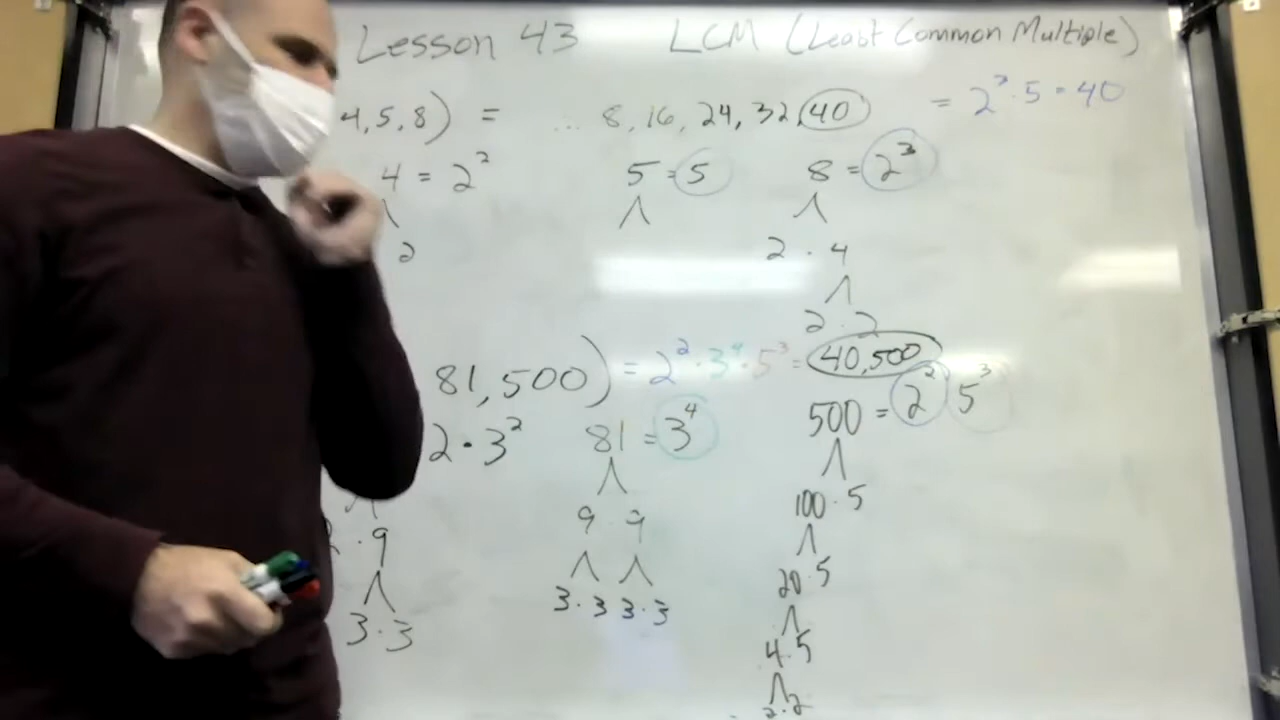 Lesson 43 LCM (Least Common Multiple)
4,5,8) = ... 8, 16, 24, 32, 40 = 2³·5=40
4 = 2² 5 = 5 8 = 2³
2 2 · 4
2 · 2
81,500) = 2² · 3⁴ · 5³ = 40,500
2·3² 81 = 3⁴ 500 = 2² 5³
100 · 5
· 9 9 9 20 · 5
3·3 3·3 3·3 4·5
2·2